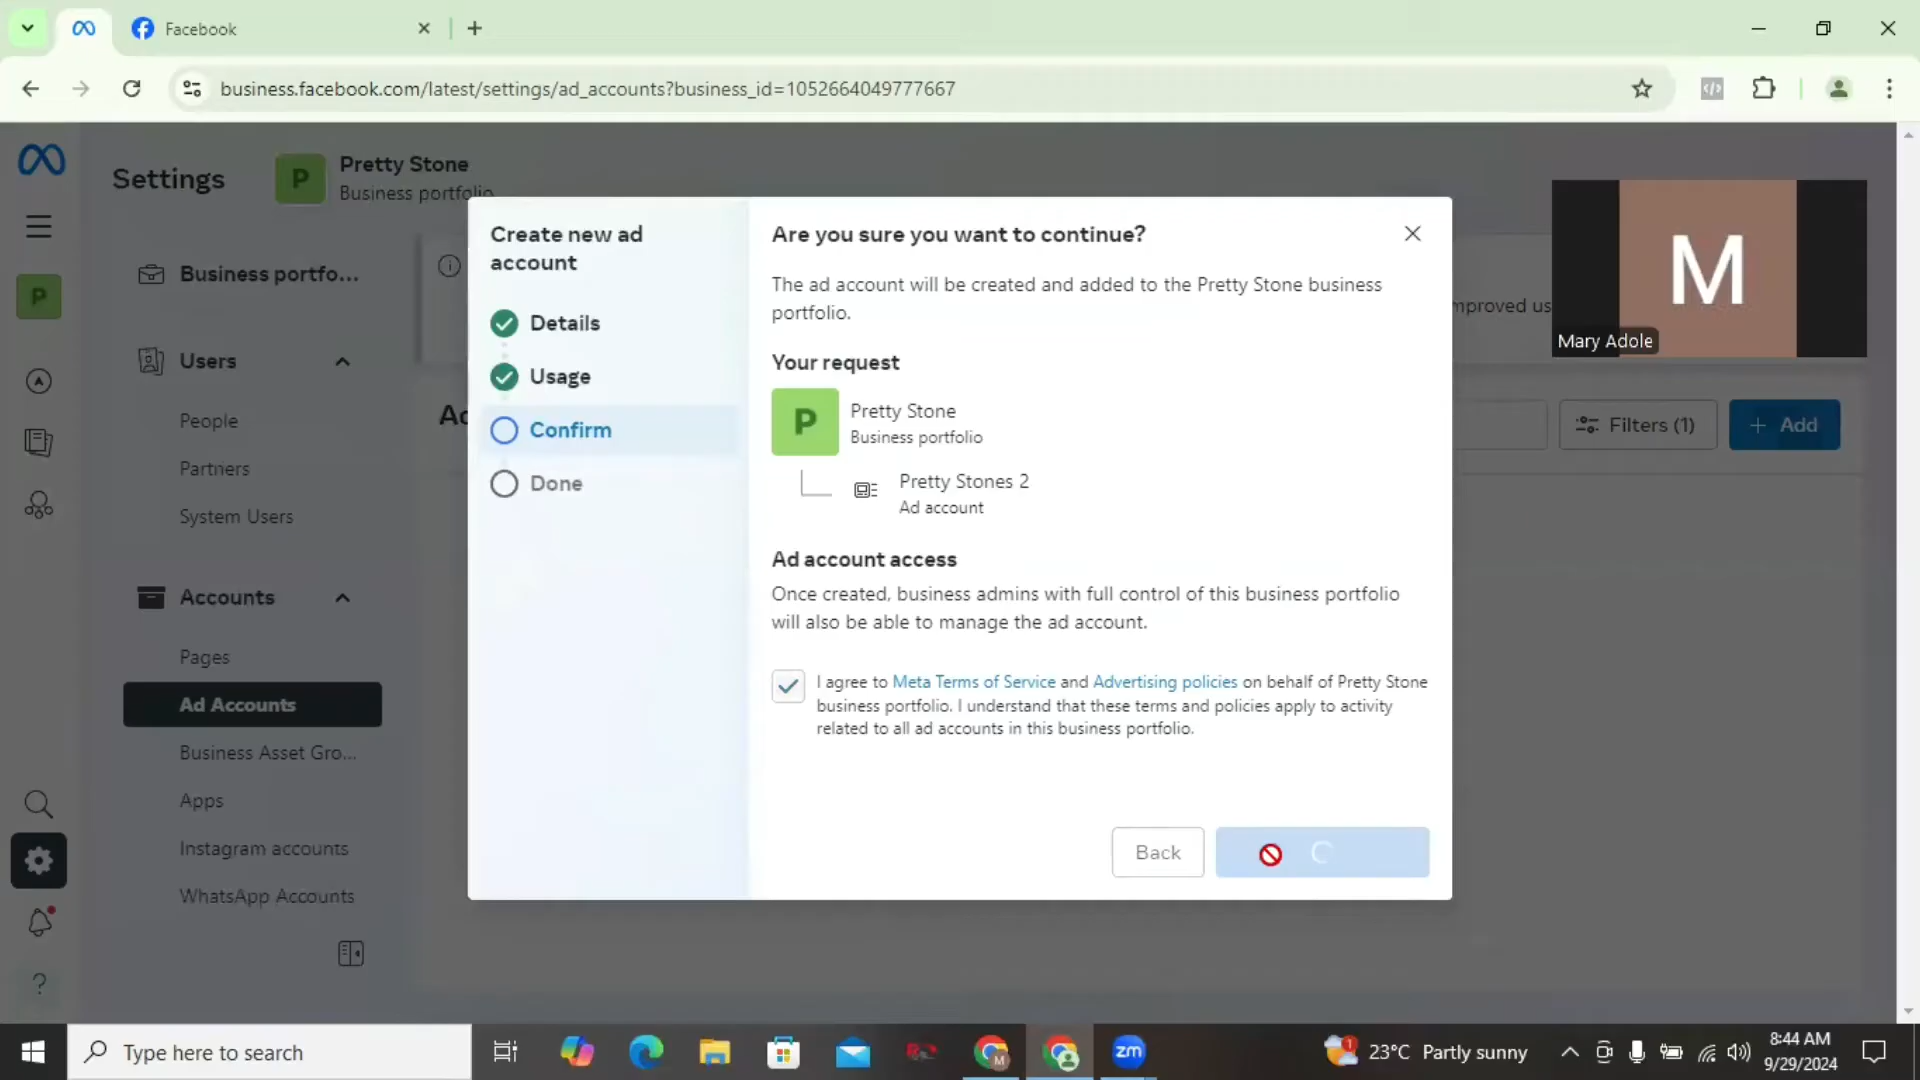 Facebook
business.facebook.com/latest/settings/ad_accounts?business_id=1052664049777667
Settings
P
Pretty Stone
Business portfolio
P
Business portfo...
Users
People
Partners
System Users
Accounts
Pages
Ad Accounts
Business Asset Gro...
Apps
Instagram accounts
WhatsApp Accounts
?
Create new ad
account
Details
Usage
Confirm
Done
Are you sure you want to continue?
The ad account will be created and added to the Pretty Stone business
portfolio.
Your request
P
Pretty Stone
Business portfolio
Pretty Stones 2
Ad account
Ad account access
Once created, business admins with full control of this business portfolio
will also be able to manage the ad account.
I agree to Meta Terms of Service and Advertising policies on behalf of Pretty Stone
business portfolio. I understand that these terms and policies apply to activity
related to all ad accounts in this business portfolio.
Back
M
Mary Adole
Filters (1)
+ Add
Type here to search
M
zm
1
23°C Partly sunny
8:44 AM
9/29/2024